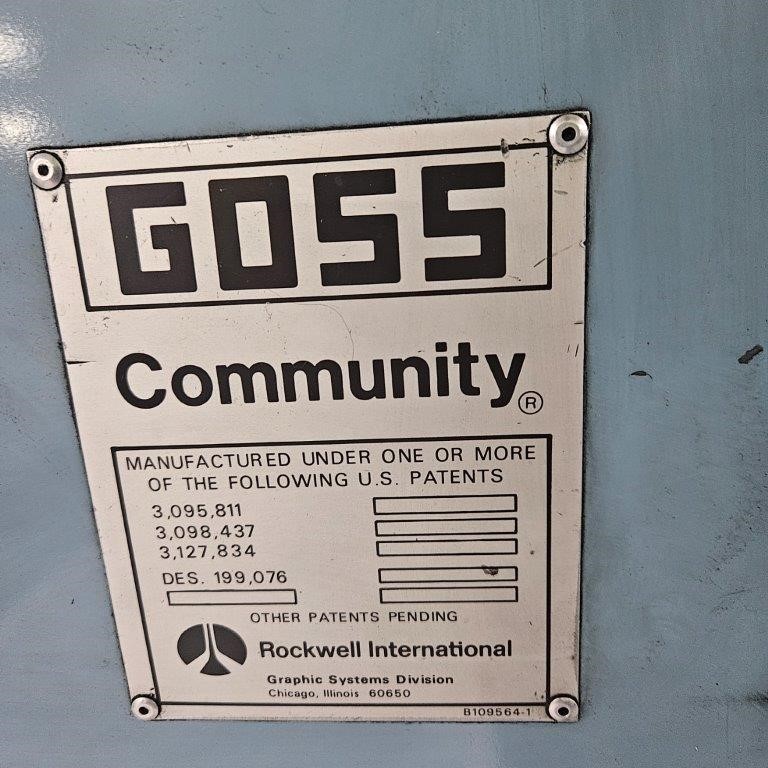 GOSS
Community ®
MANUFACTURED UNDER ONE OR MORE
OF THE FOLLOWING U.S. PATENTS
3,095,811
3,098,437
3,127,834
DES. 199,076
OTHER PATENTS PENDING
Rockwell International
Graphic Systems Division
Chicago, Illinois 60650
B109564-1